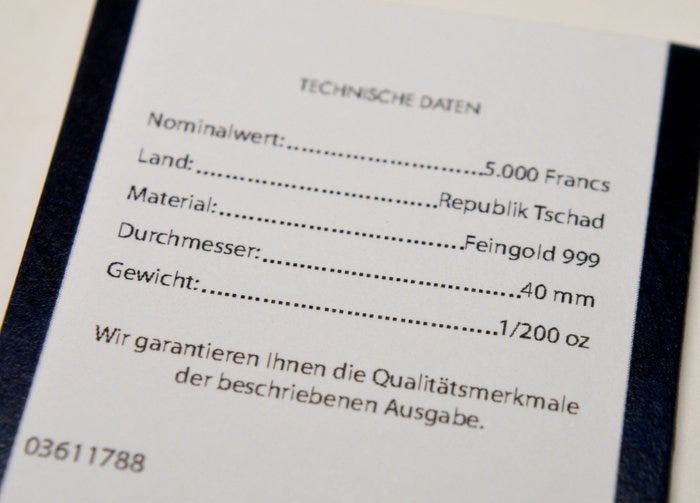 TECHNISCHE DATEN
Nominalwert:..............................5.000 Francs
Land:.....................................Republik Tschad
Material:......................................Feingold 999
Durchmesser:.......................................40 mm
Gewicht:.............................................1/200 oz
Wir garantieren Ihnen die Qualitätsmerkmale
der beschriebenen Ausgabe.
03611788